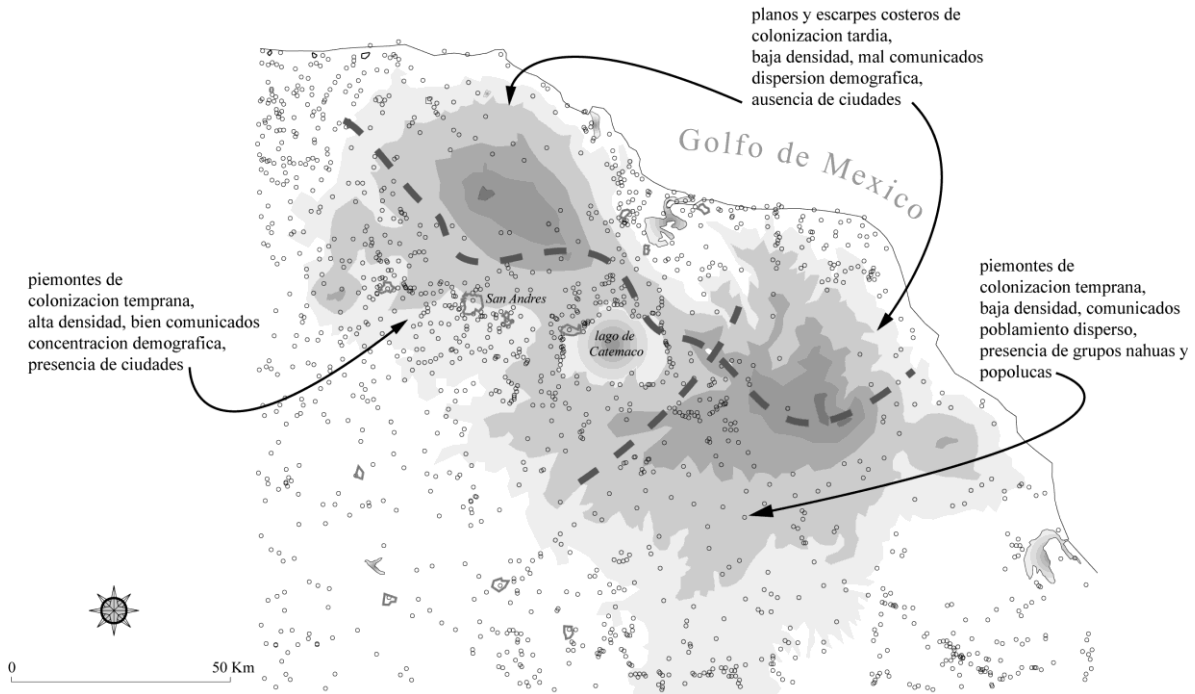 planos y escarpes costeros de
colonizacion tardia,
baja densidad, mal comunicados
dispersion demografica,
ausencia de ciudades
Golfo de Mexico
piemontes de
colonizacion temprana,
alta densidad, bien comunicados
concentracion demografica,
presencia de ciudades
piemontes de
colonizacion temprana,
baja densidad, comunicados
poblamiento disperso,
presencia de grupos nahuas y
popolucas
San Andres
lago de
Catemaco
0
50 Km